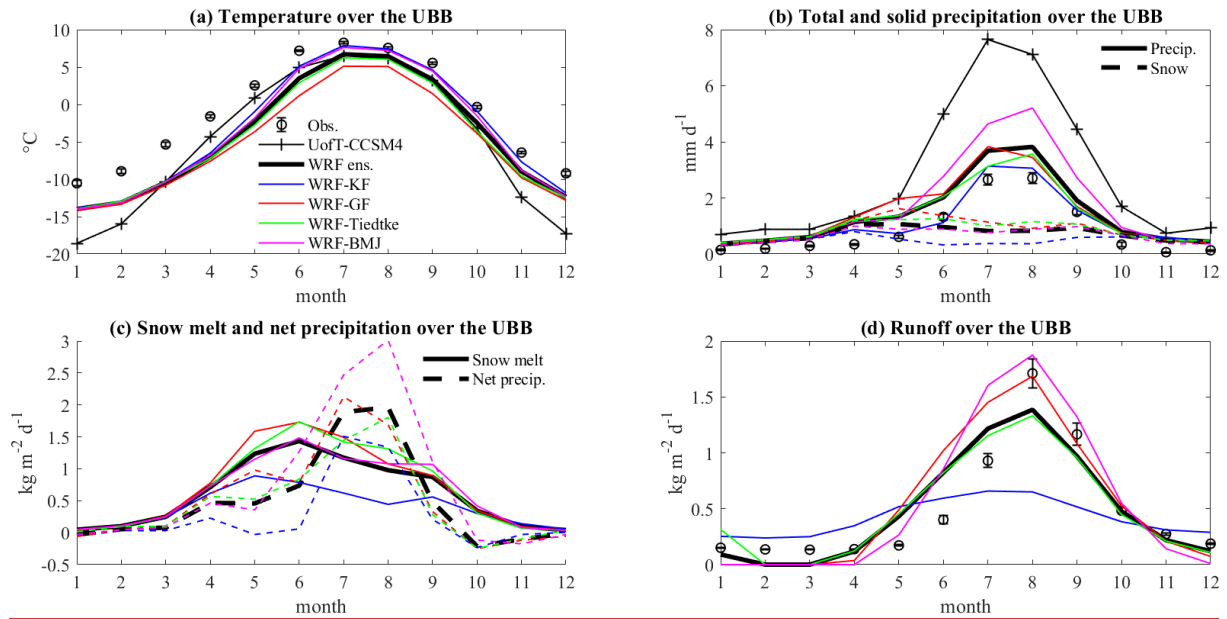 (a) Temperature over the UBB
10
5
0
-5
-10
-15
-20
°C
Obs.
UofT-CCSM4
WRF ens.
WRF-KF
WRF-GF
WRF-Tiedtke
WRF-BMJ
1 2 3 4 5 6 7 8 9 10 11 12
month
(b) Total and solid precipitation over the UBB
8
6
4
2
0
mm d-1
Precip.
Snow
1 2 3 4 5 6 7 8 9 10 11 12
month
(c) Snow melt and net precipitation over the UBB
3
2.5
2
1.5
1
0.5
0
-0.5
kg m-2 d-1
Snow melt
Net precip.
1 2 3 4 5 6 7 8 9 10 11 12
month
(d) Runoff over the UBB
2
1.5
1
0.5
0
kg m-2 d-1
1 2 3 4 5 6 7 8 9 10 11 12
month